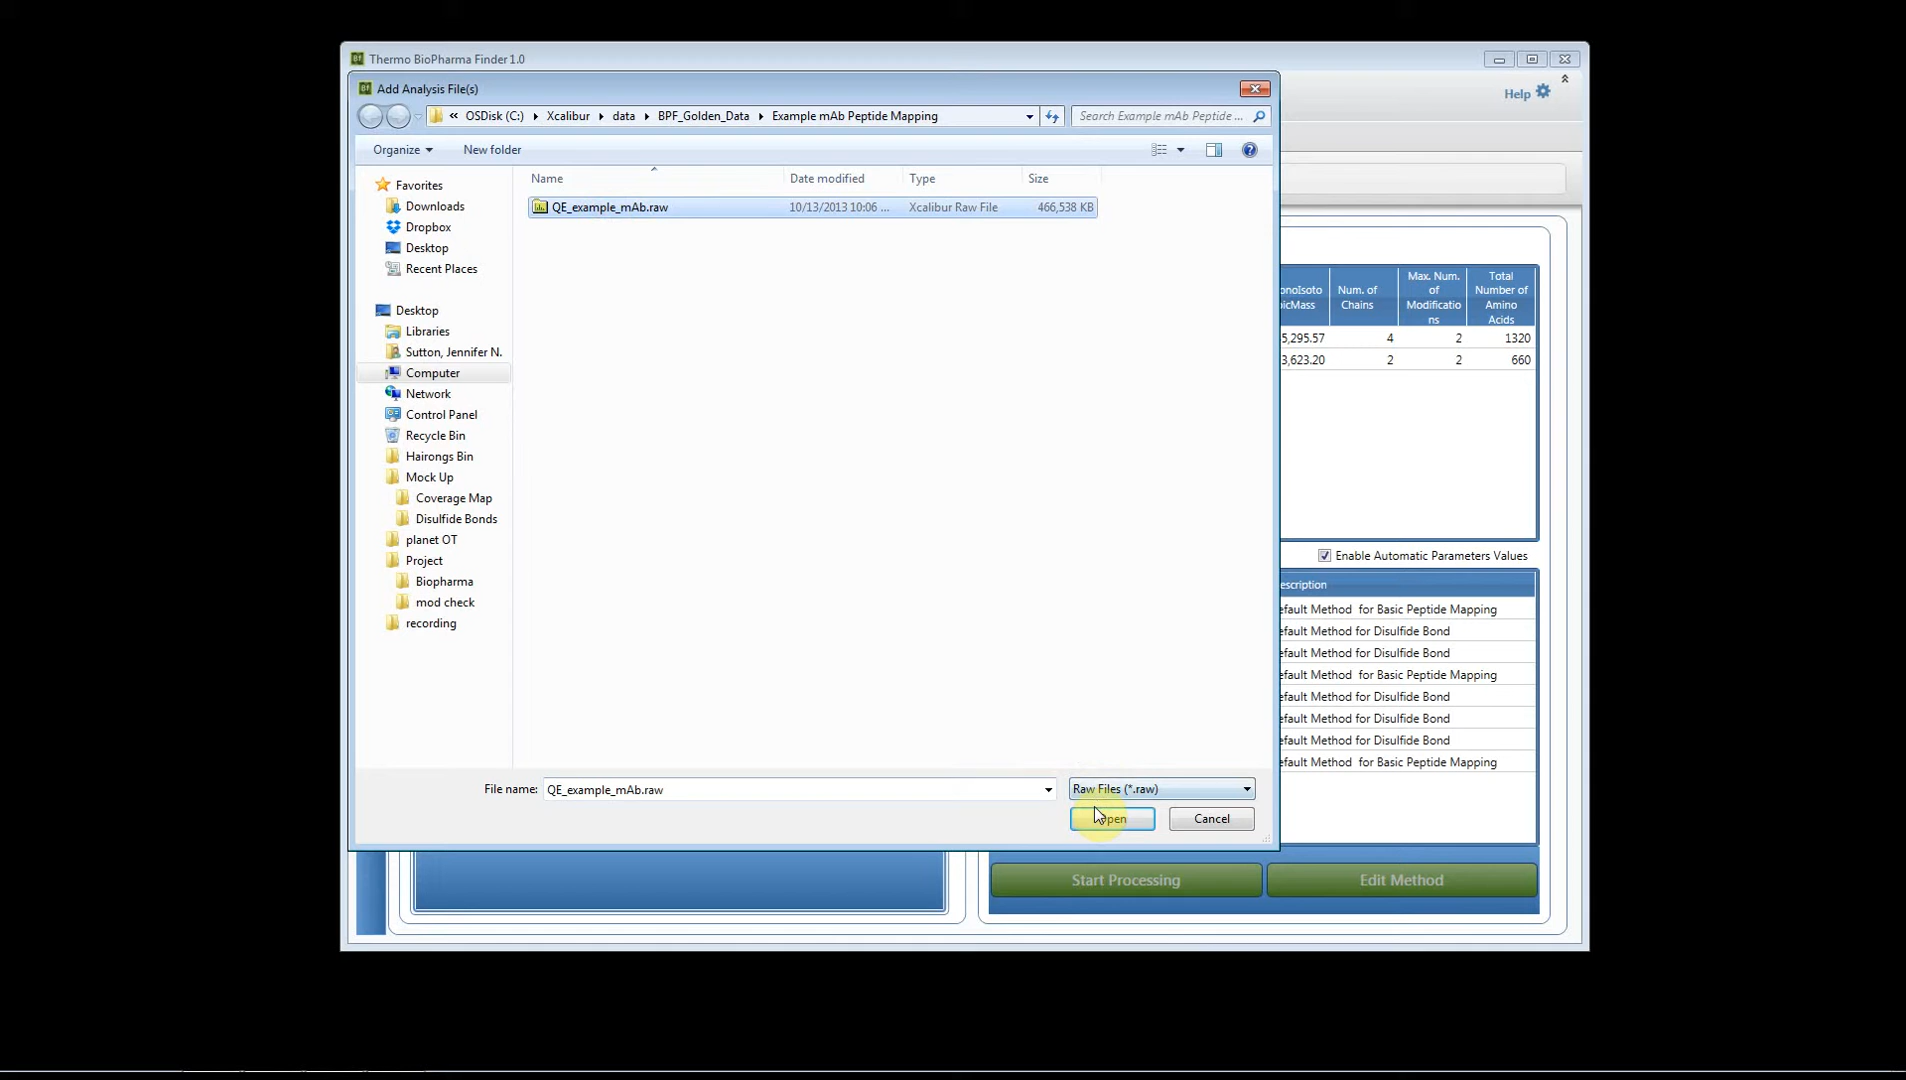 Thermo BioPharma Finder 1.0
Add Analysis File(s)
Help
« OSDisk (C:) Xcalibur data BPF_Golden_Data Example mAb Peptide Mapping
Search Example mAb Peptide ...
Organize New folder
Name Date modified Type Size
QE_example_mAb.raw 10/13/2013 10:06 ... Xcalibur Raw File 466,538 KB
Favorites
Downloads
Dropbox
Desktop
Recent Places
Desktop
Libraries
Sutton, Jennifer N.
Computer
Network
Control Panel
Recycle Bin
Hairongs Bin
Mock Up
Coverage Map
Disulfide Bonds
planet OT
Project
Biopharma
mod check
recording
Num. of Chains
Max. Num. of Modificatio ns
Total Number of Amino Acids
5,295.57 4 2 1320
3,623.20 2 2 660
Enable Automatic Parameters Values
escription
efault Method for Basic Peptide Mapping
efault Method for Disulfide Bond
efault Method for Disulfide Bond
efault Method for Basic Peptide Mapping
efault Method for Disulfide Bond
efault Method for Disulfide Bond
efault Method for Disulfide Bond
efault Method for Basic Peptide Mapping
File name: QE_example_mAb.raw Raw Files (*.raw)
Open Cancel
Start Processing Edit Method